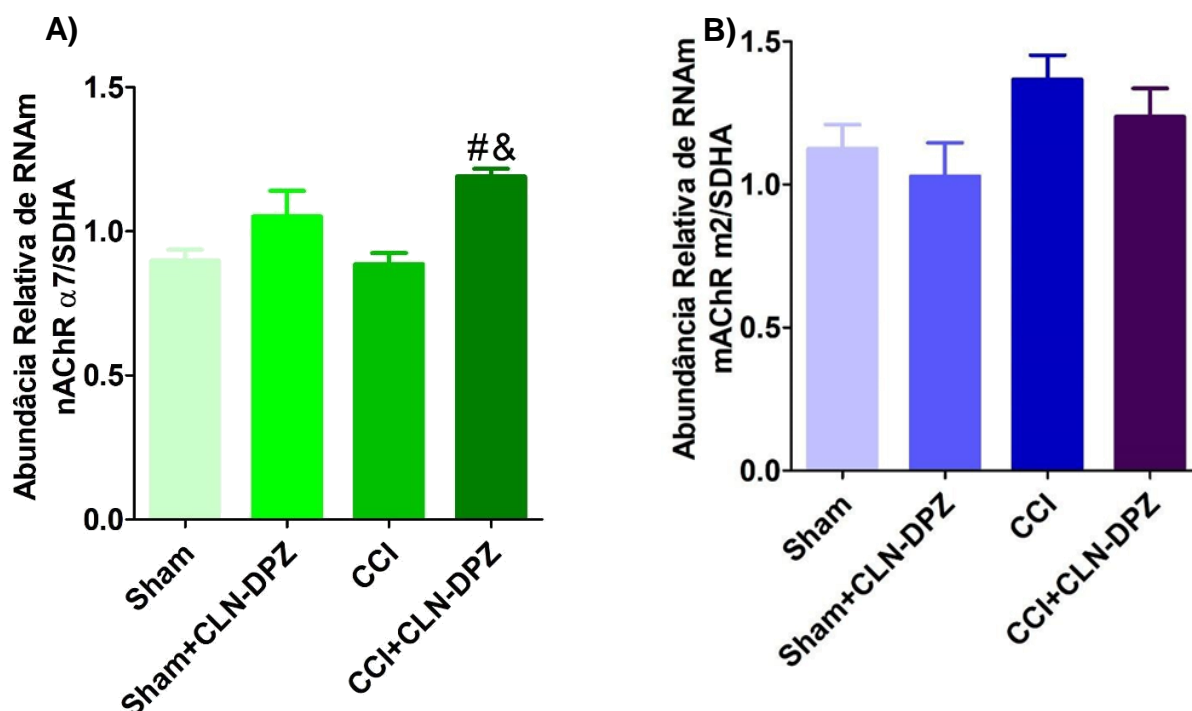 A)
Abundâcia Relativa de RNAm
nAChR α7/SDHA
1.5
1.0
0.5
0.0
#&
Sham
Sham+CLN-DPZ
CCI
CCI+CLN-DPZ
B)
Abundância Relativa de RNAm
mAChR m2/SDHA
1.5
1.0
0.5
0.0
Sham
Sham+CLN-DPZ
CCI
CCI+CLN-DPZ